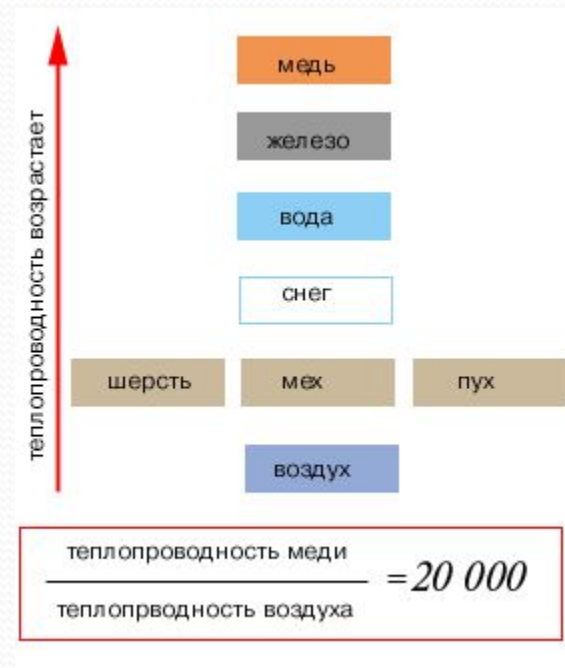 теплопроводность возрастает
медь
железо
вода
снег
шерсть мех пух
воздух
теплопроводность меди
теплопрводность воздуха
=20 000